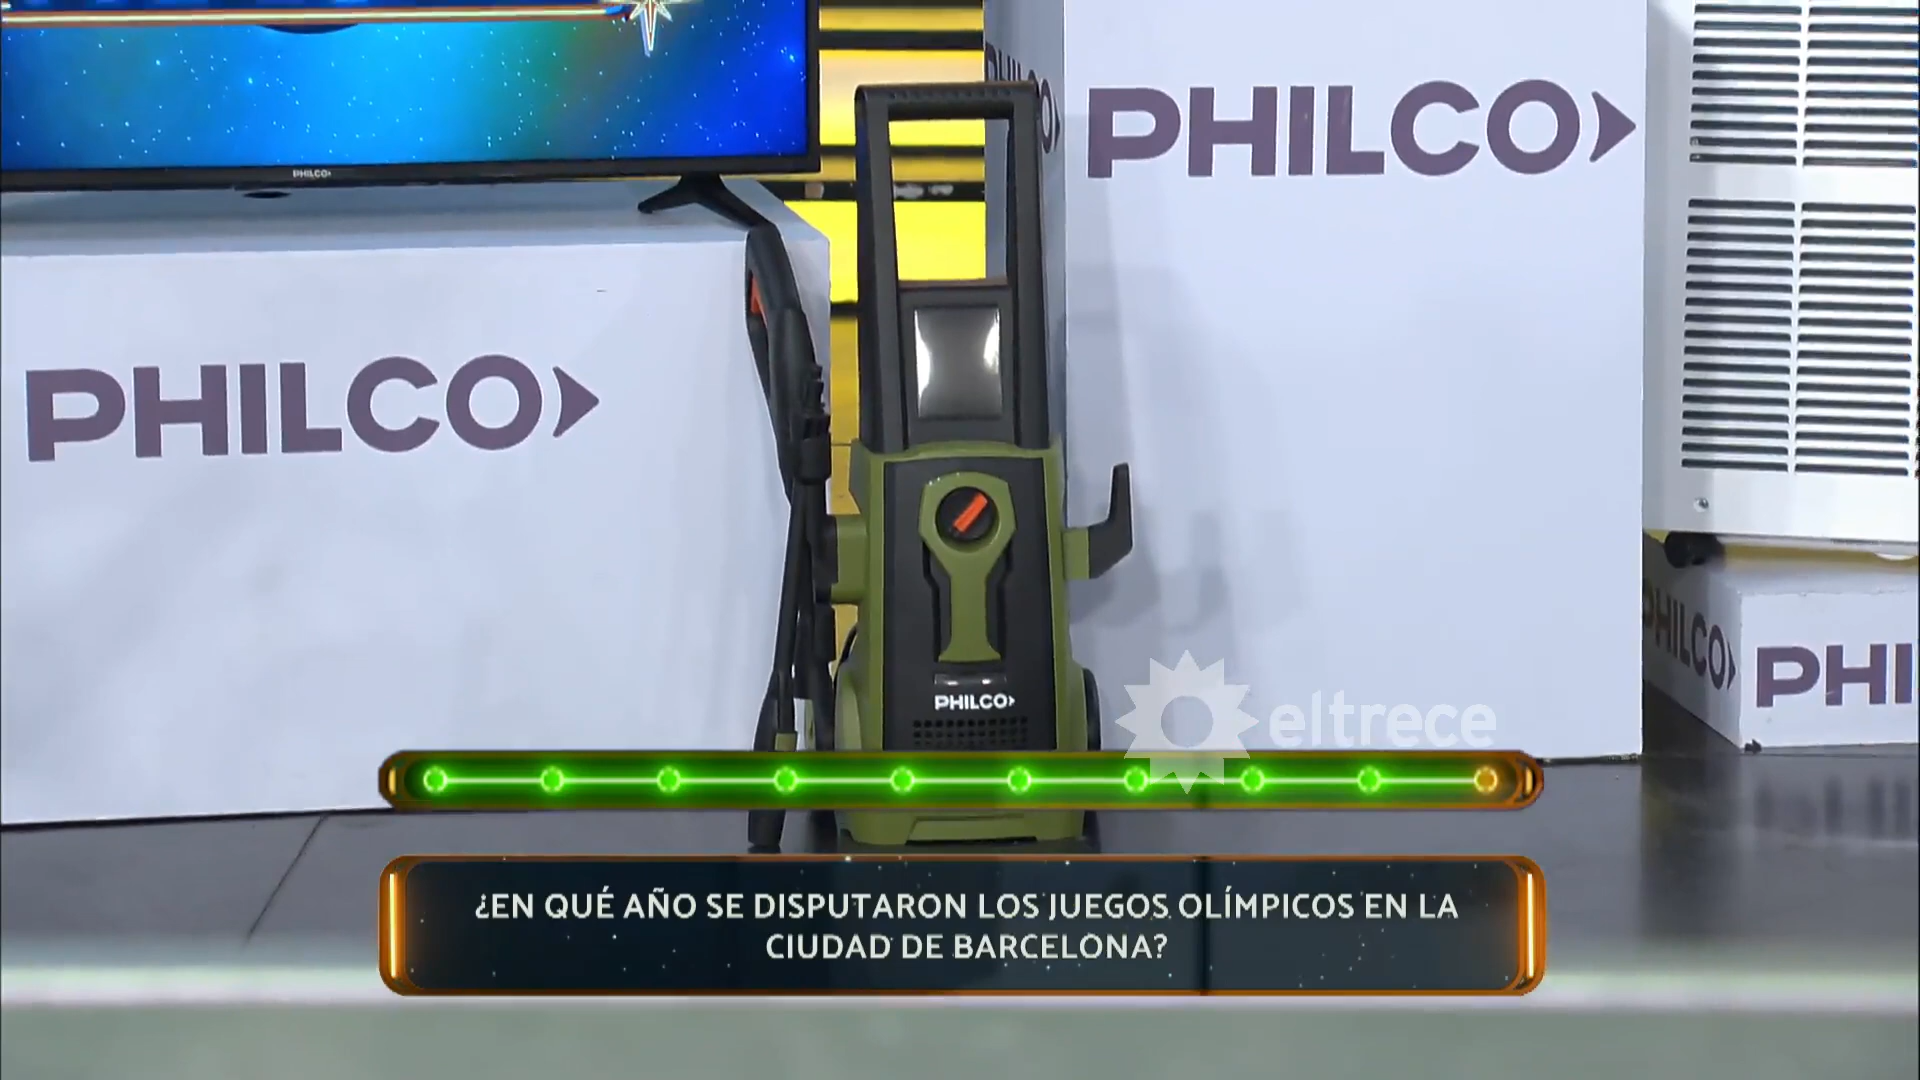 PHILCO
PHILCO
PHILCO
PHILCO
PHILCO
PHILCO
PHI
eltrece
¿EN QUÉ AÑO SE DISPUTARON LOS JUEGOS OLÍMPICOS EN LA
CIUDAD DE BARCELONA?